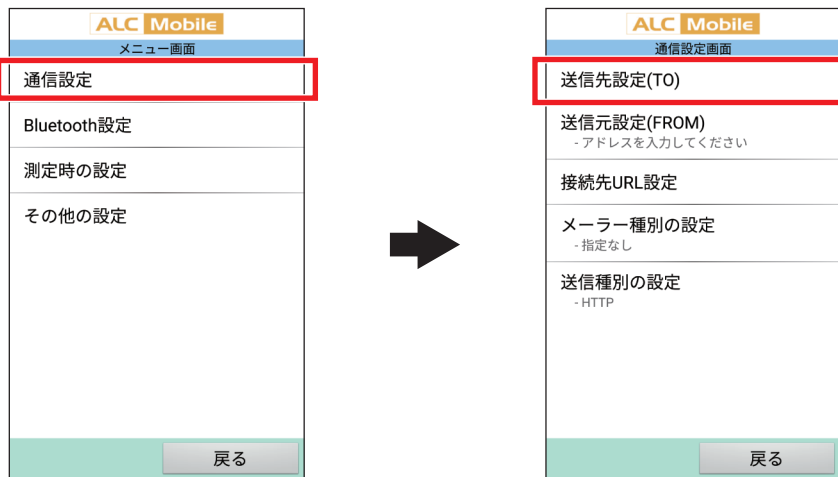 ALC Mobile
メニュー画面
通信設定
Bluetooth設定
測定時の設定
その他の設定
戻る
ALC Mobile
通信設定画面
送信先設定(TO)
送信元設定(FROM)
- アドレスを入力してください
接続先URL設定
メーラー種別の設定
- 指定なし
送信種別の設定
- HTTP
戻る